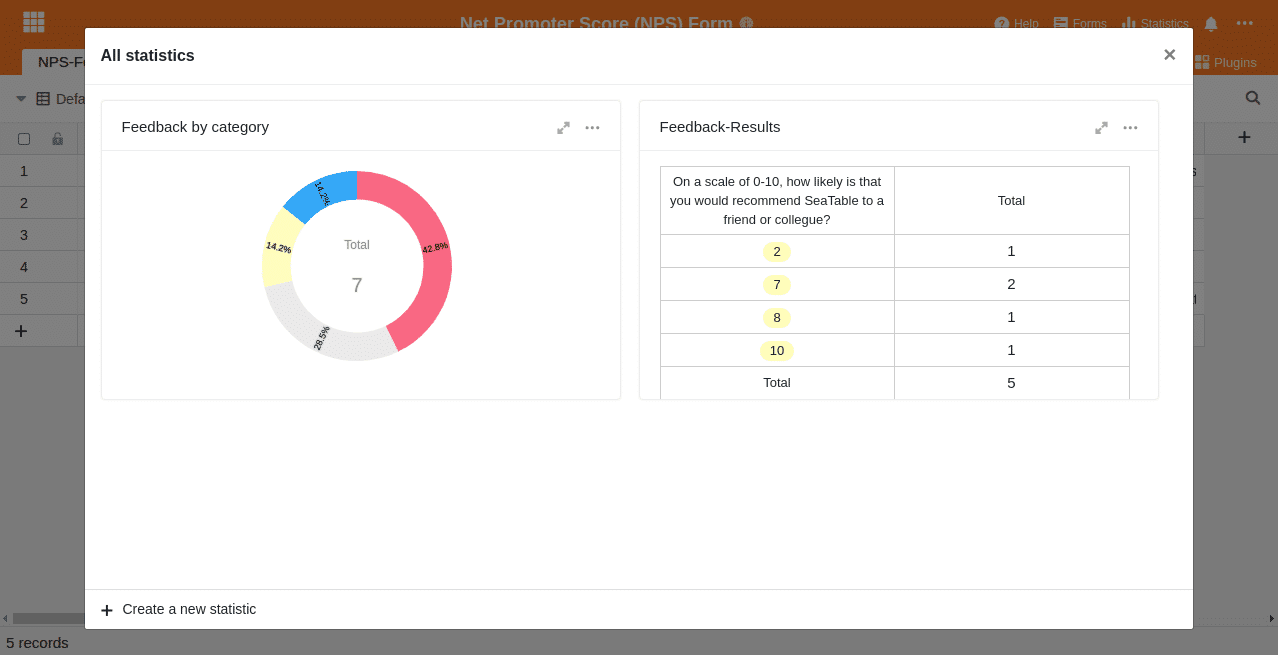 Net Promoter Score (NPS) Form
Help
Forms
Statistics
NPS-F
Plugins
Defa
All statistics
×
Feedback by category
Total
7
42.8%
28.5%
14.2%
14.2%
Feedback-Results
On a scale of 0-10, how likely is that
you would recommend SeaTable to a
friend or collegue?
Total
2 1
7 2
8 1
10 1
Total 5
1
2
3
4
5
Create a new statistic
5 records